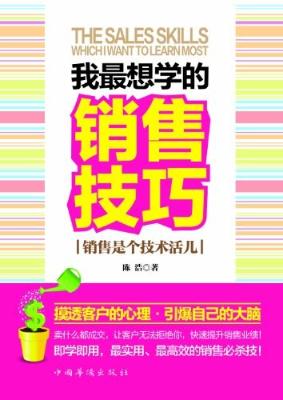 THE SALES SKILLS
WHICH I WANT TO LEARN MOST
我最想学的
销售
技巧
|销售是个技术活儿|
陈 浩◎著
摸透客户的心理·引爆自己的大脑
卖什么都成交，让客户无法拒绝你，快速提升销售业绩！
即学即用，最实用、最高效的销售必杀技！
中国华侨出版社
$